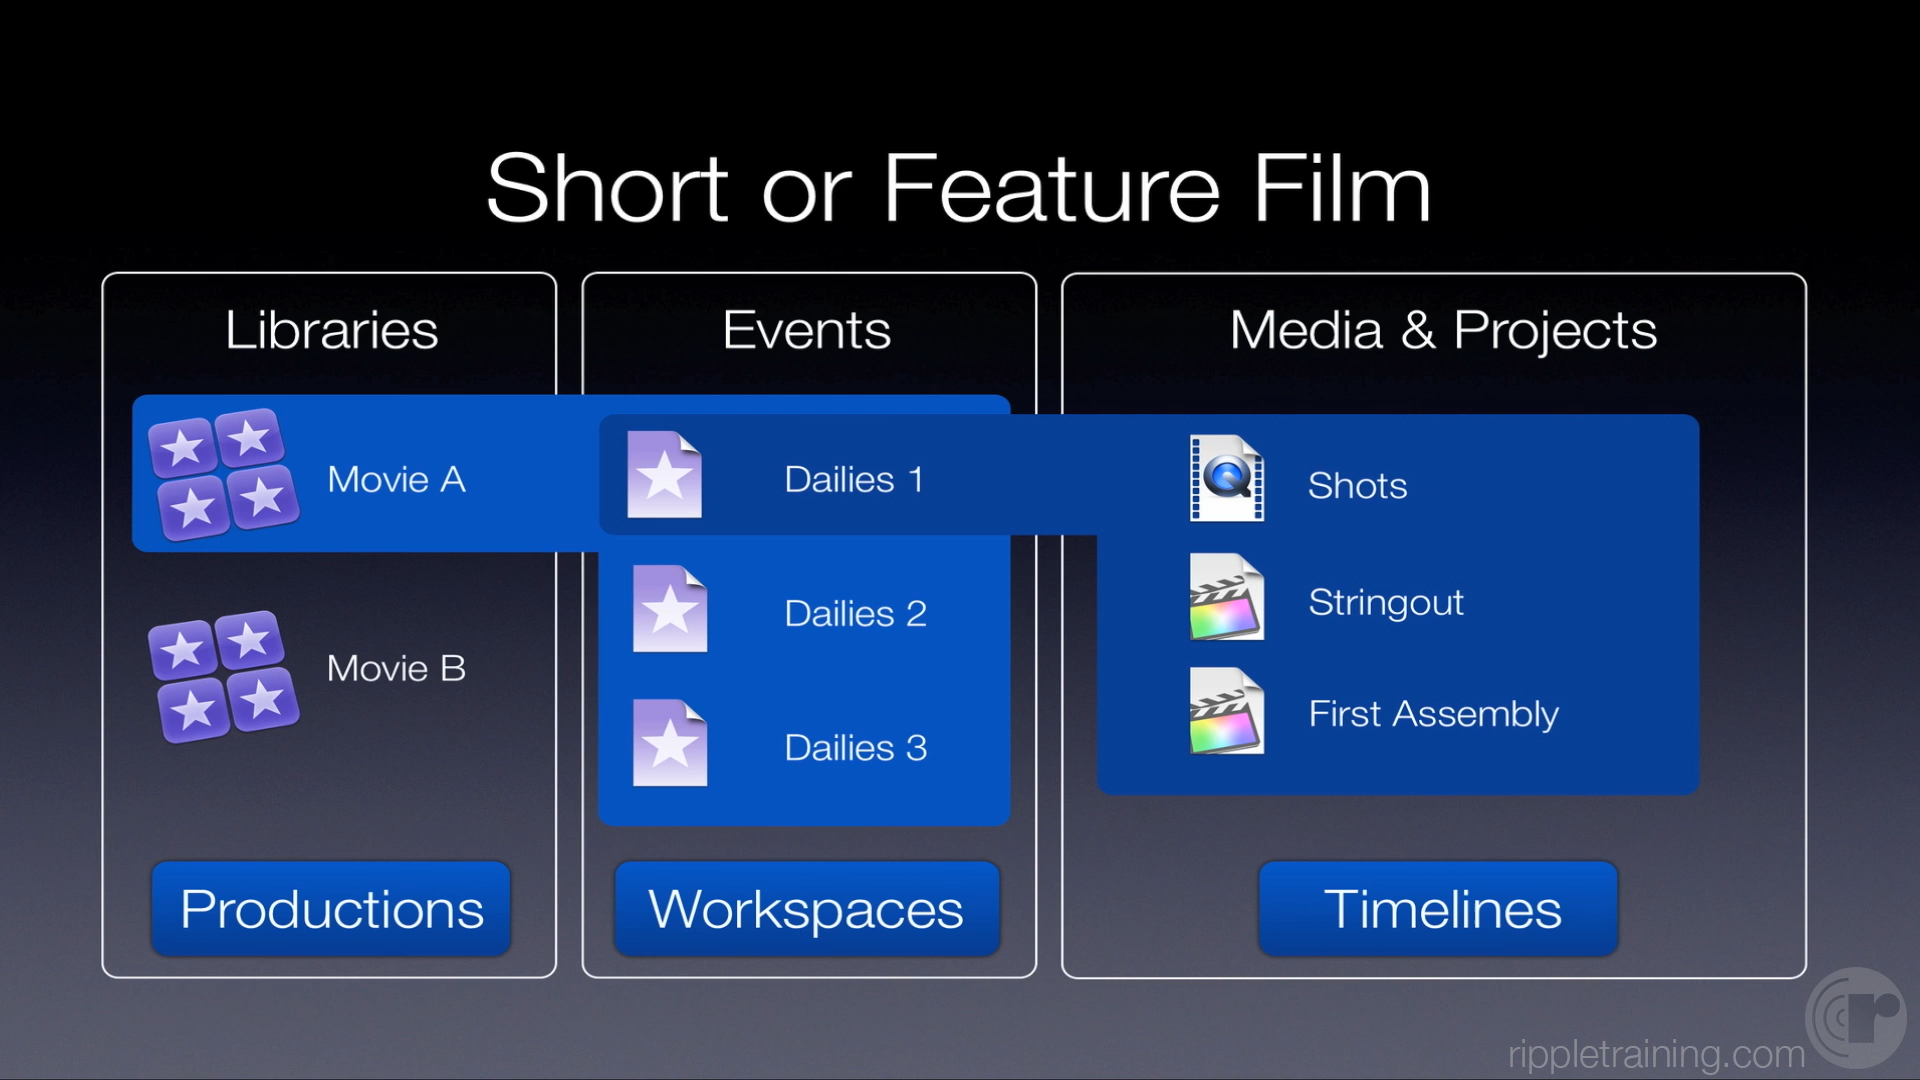 Short or Feature Film
Libraries
Movie A
Movie B
Productions
Events
Dailies 1
Dailies 2
Dailies 3
Workspaces
Media & Projects
Shots
Stringout
First Assembly
Timelines
rippletraining.com
r